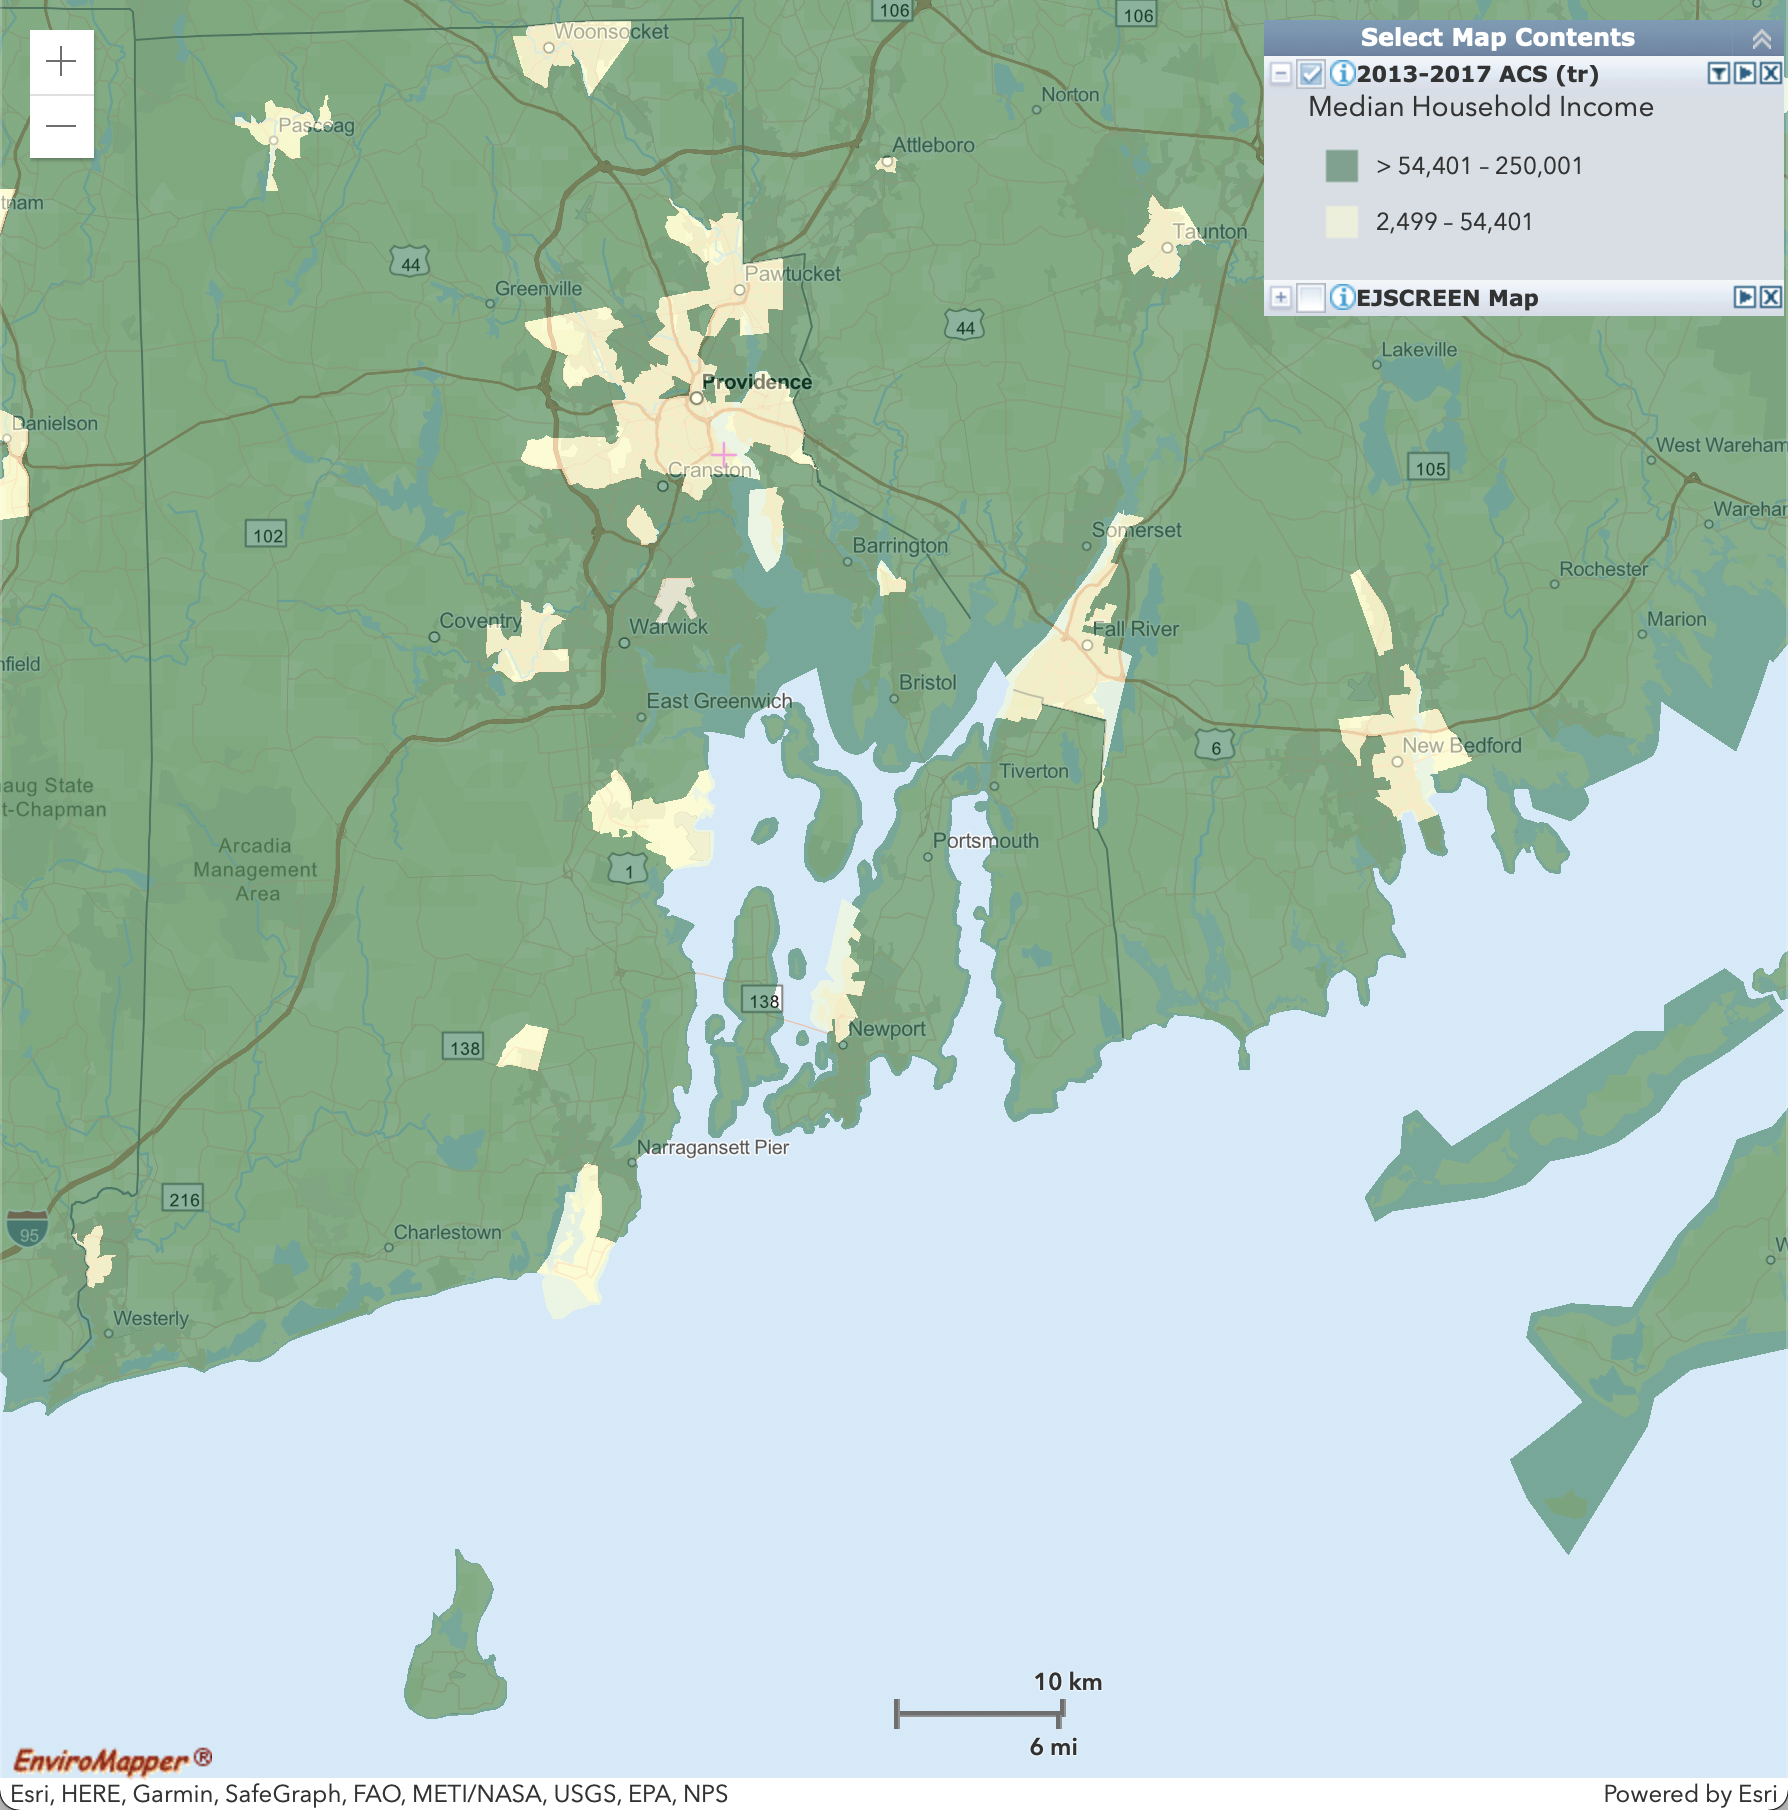 106
106
Select Map Contents
2013-2017 ACS (tr)
Median Household Income
> 54,401 – 250,001
2,499 – 54,401
EJSCREEN Map
+
–
Woonsocket
Norton
Pascoag
Attleboro
tnam
Taunton
44
Pawtucket
Greenville
44
Lakeville
Providence
Danielson
West Wareham
Cranston
105
Warehar
102
Somerset
Barrington
Rochester
Coventry
Warwick
Fall River
Marion
nfield
Bristol
East Greenwich
6
New Bedford
Tiverton
aug State
t-Chapman
Portsmouth
Arcadia
Management
Area
1
138
Newport
138
Narragansett Pier
216
95
Charlestown
W
Westerly
10 km
6 mi
EnviroMapper ®
Esri, HERE, Garmin, SafeGraph, FAO, METI/NASA, USGS, EPA, NPS
Powered by Esri